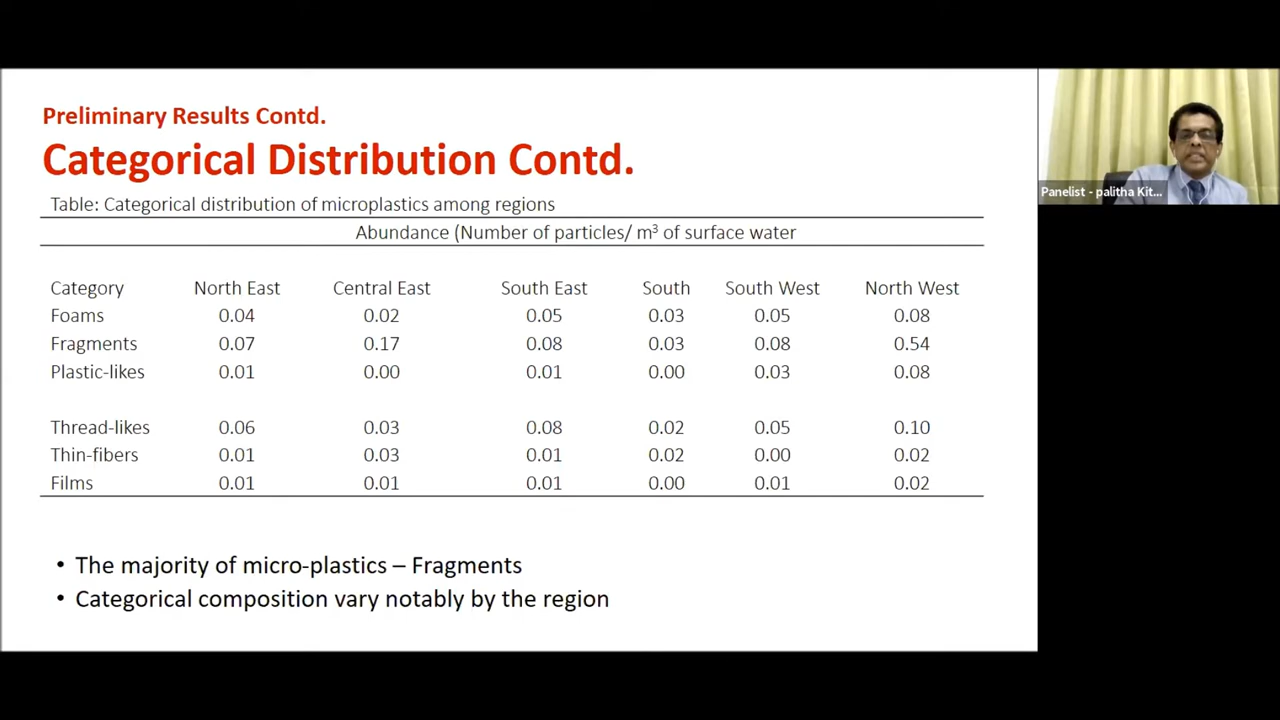 Preliminary Results Contd.
Categorical Distribution Contd.
Table: Categorical distribution of microplastics among regions
Abundance (Number of particles/ m³ of surface water
Category North East Central East South East South South West North West
Foams 0.04 0.02 0.05 0.03 0.05 0.08
Fragments 0.07 0.17 0.08 0.03 0.08 0.54
Plastic-likes 0.01 0.00 0.01 0.00 0.03 0.08
Thread-likes 0.06 0.03 0.08 0.02 0.05 0.10
Thin-fibers 0.01 0.03 0.01 0.02 0.00 0.02
Films 0.01 0.01 0.01 0.00 0.01 0.02
• The majority of micro-plastics – Fragments
• Categorical composition vary notably by the region
Panelist - palitha Kit...